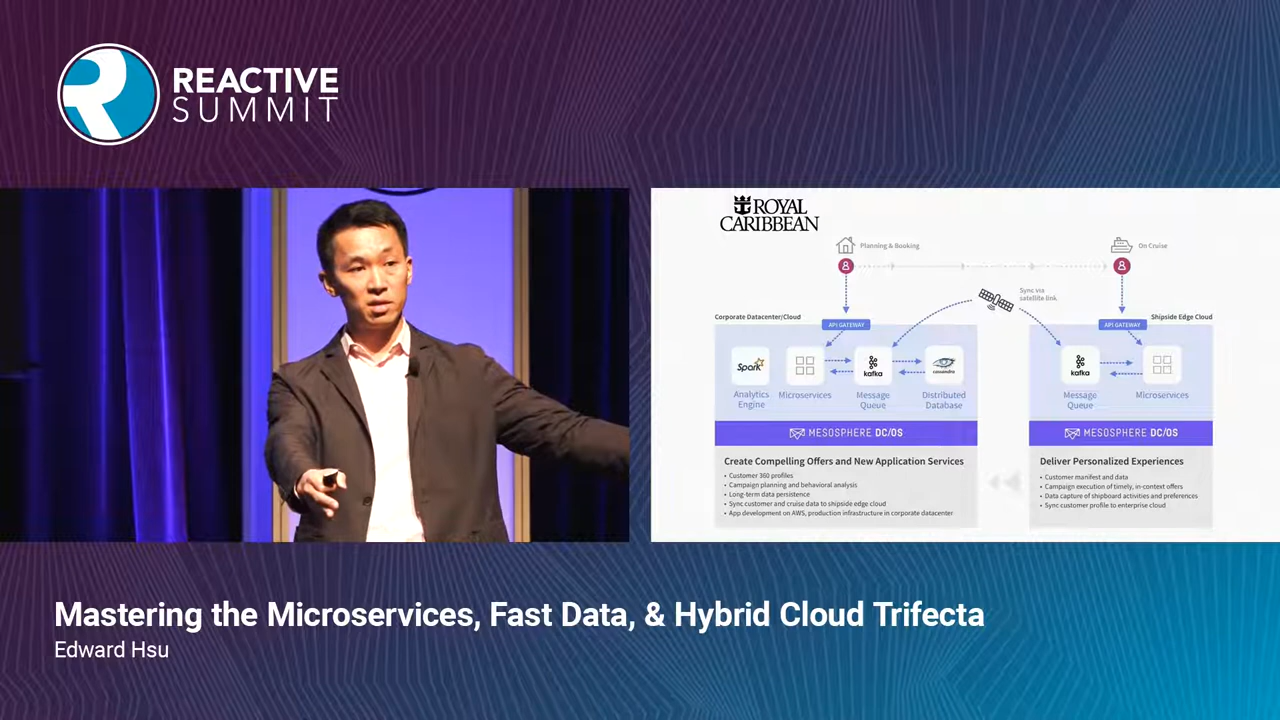 REACTIVE
SUMMIT
ROYAL
CARIBBEAN
Planning & Booking
On Cruise
Sync via
satellite link
Corporate Datacenter/Cloud
Shipside Edge Cloud
API GATEWAY
API GATEWAY
Spark
kafka
cassandra
kafka
Analytics
Engine
Microservices
Message
Queue
Distributed
Database
Message
Queue
Microservices
MESOSPHERE DC/OS
MESOSPHERE DC/OS
Create Compelling Offers and New Application Services
• Customer 360 profiles
• Campaign planning and behavioral analysis
• Long-term data persistence
• Sync customer and cruise data to shipside edge cloud
• App development on AWS, production infrastructure in corporate datacenter
Deliver Personalized Experiences
• Customer manifest and data
• Campaign execution of timely, in-context offers
• Data capture of shipboard activities and preferences
• Sync customer profile to enterprise cloud
Mastering the Microservices, Fast Data, & Hybrid Cloud Trifecta
Edward Hsu